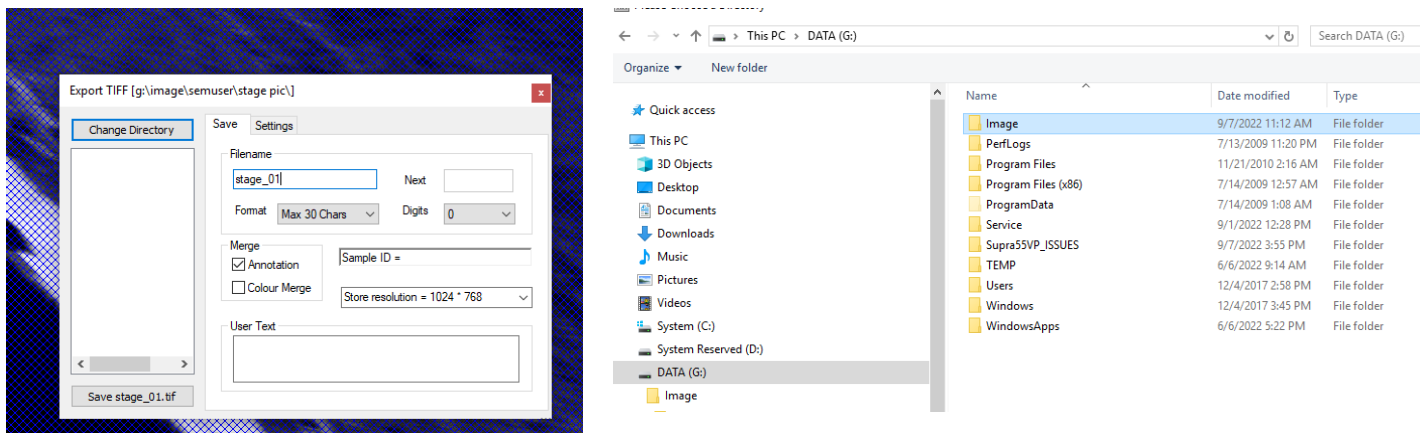 Export TIFF [g:\image\semuser\stage pic\]
x
Change Directory
Save
Settings
Filename
stage_01
Next
Format
Max 30 Chars
Digits
0
Merge
Annotation
Sample ID =
Colour Merge
Store resolution = 1024 * 768
User Text
Save stage_01.tif
This PC > DATA (G:)
Search DATA (G:)
Organize
New folder
Name
Date modified
Type
Quick access
This PC
3D Objects
Desktop
Documents
Downloads
Music
Pictures
Videos
System (C:)
System Reserved (D:)
DATA (G:)
Image
Image 9/7/2022 11:12 AM File folder
PerfLogs 7/13/2009 11:20 PM File folder
Program Files 11/21/2010 2:16 AM File folder
Program Files (x86) 7/14/2009 12:57 AM File folder
ProgramData 7/14/2009 1:08 AM File folder
Service 9/1/2022 12:28 PM File folder
Supra55VP_ISSUES 9/7/2022 3:55 PM File folder
TEMP 6/6/2022 9:14 AM File folder
Users 12/4/2017 2:58 PM File folder
Windows 12/4/2017 3:45 PM File folder
WindowsApps 6/6/2022 5:22 PM File folder